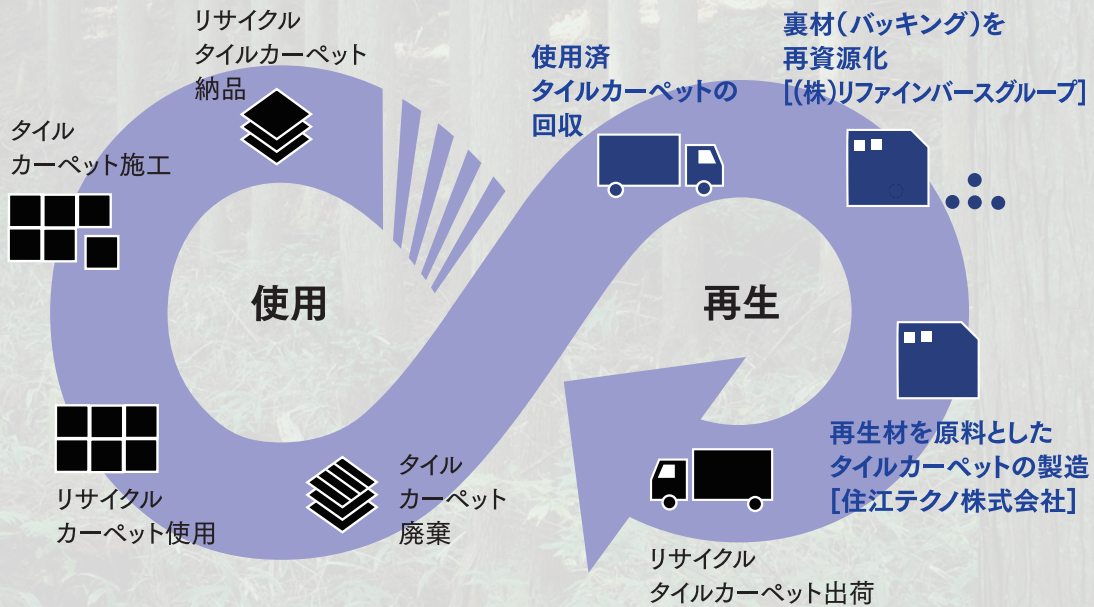 リサイクル
タイルカーペット
納品
タイル
カーペット施工
使用
リサイクル
カーペット使用
タイル
カーペット
廃棄
使用済
タイルカーペットの
回収
裏材(バッキング)を
再資源化
[(株)リファインバースグループ]
再生
再生材を原料とした
タイルカーペットの製造
[住江テクノ株式会社]
リサイクル
タイルカーペット出荷